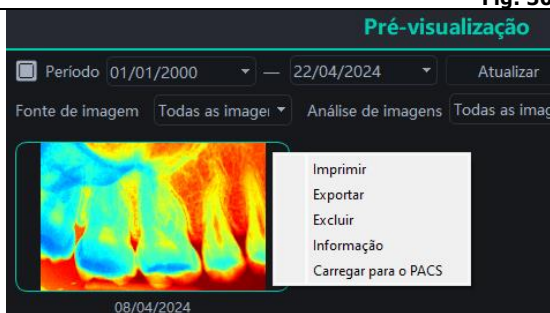 Pré-visualização
Período 01/01/2000 — 22/04/2024 Atualizar
Fonte de imagem Todas as image Análise de imagens Todas as imag
Imprimir
Exportar
Excluir
Informação
Carregar para o PACS
08/04/2024